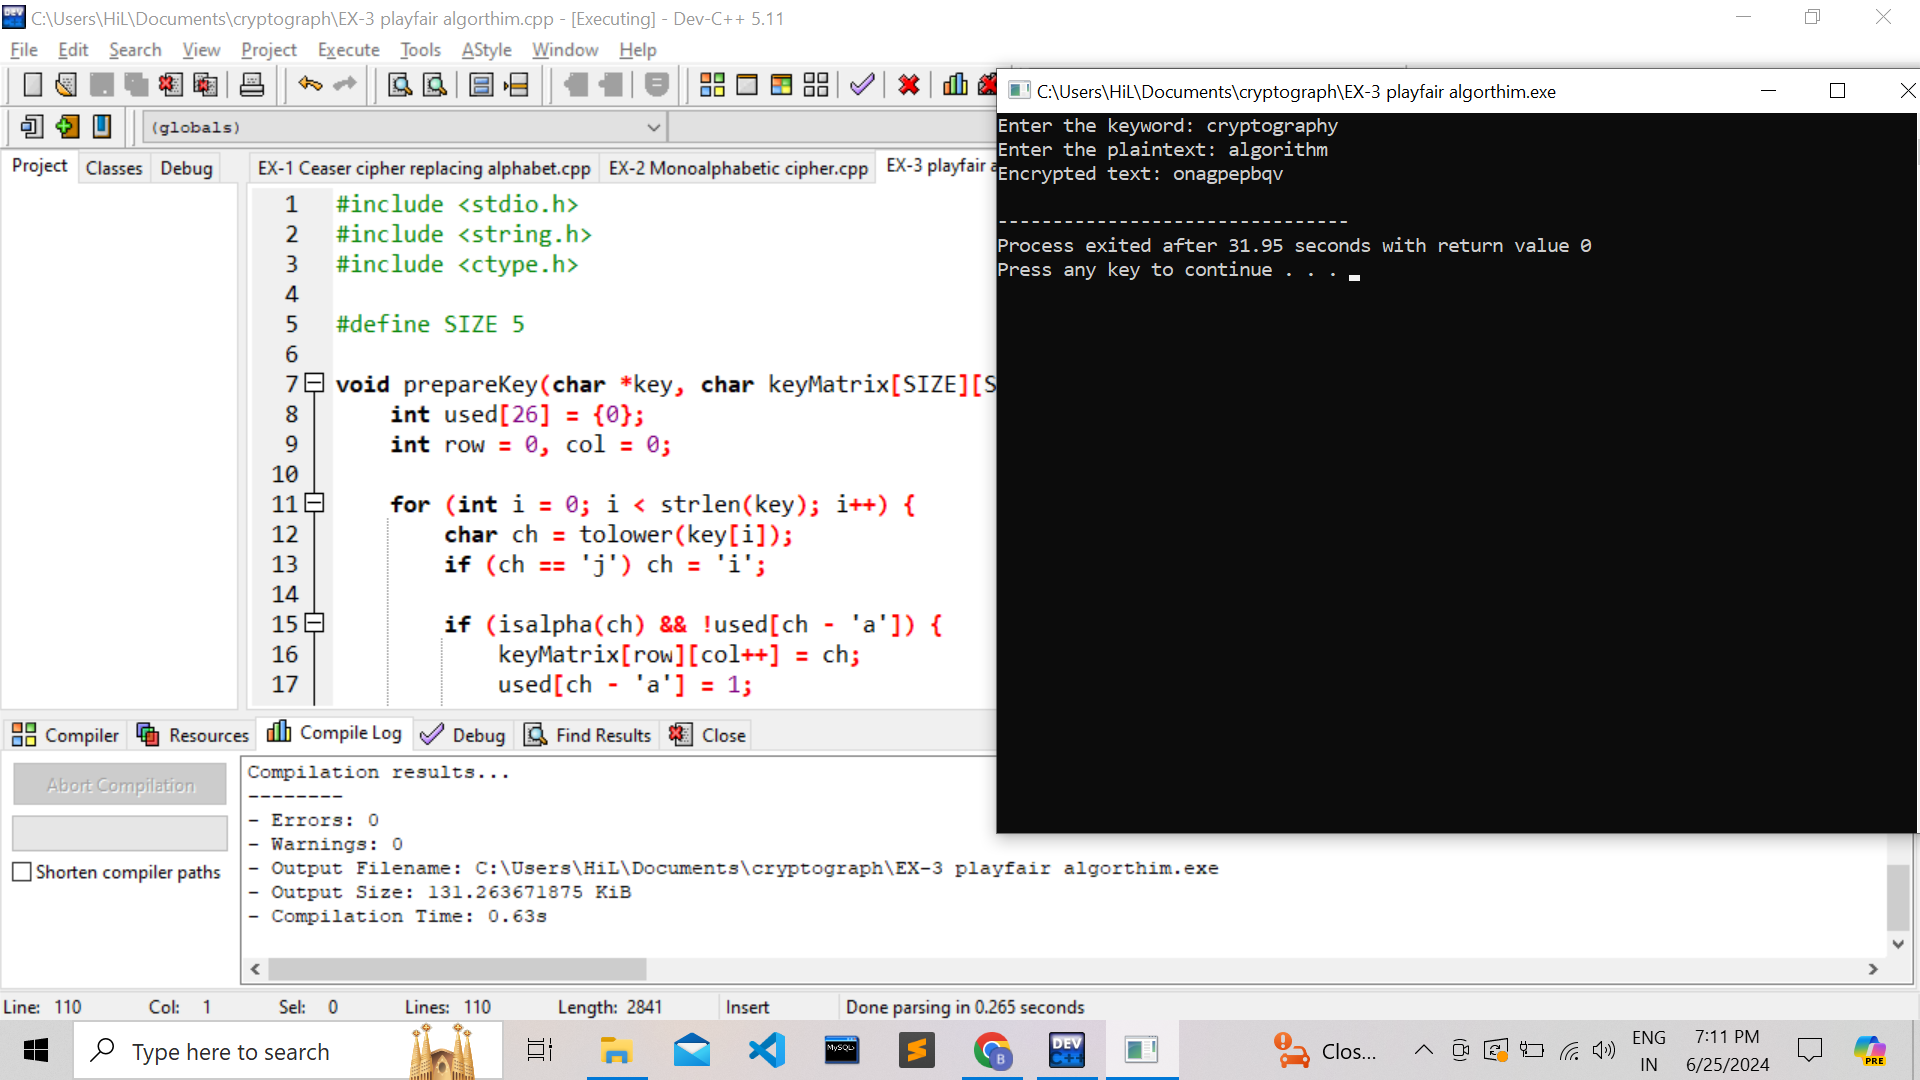 C:\Users\HiL\Documents\cryptograph\EX-3 playfair algorthim.cpp - [Executing] - Dev-C++ 5.11
File Edit Search View Project Execute Tools AStyle Window Help
(globals)
Project Classes Debug
EX-1 Ceaser cipher replacing alphabet.cpp EX-2 Monoalphabetic cipher.cpp EX-3 playfair a
1 #include <stdio.h>
2 #include <string.h>
3 #include <ctype.h>
4
5 #define SIZE 5
6
7 void prepareKey(char *key, char keyMatrix[SIZE][S
8 int used[26] = {0};
9 int row = 0, col = 0;
10
11 for (int i = 0; i < strlen(key); i++) {
12 char ch = tolower(key[i]);
13 if (ch == 'j') ch = 'i';
14
15 if (isalpha(ch) && !used[ch - 'a']) {
16 keyMatrix[row][col++] = ch;
17 used[ch - 'a'] = 1;
C:\Users\HiL\Documents\cryptograph\EX-3 playfair algorthim.exe
Enter the keyword: cryptography
Enter the plaintext: algorithm
Encrypted text: onagpepbqv
--------------------------------
Process exited after 31.95 seconds with return value 0
Press any key to continue . . .
Compiler Resources Compile Log Debug Find Results Close
Abort Compilation
Shorten compiler paths
Compilation results...
--------
- Errors: 0
- Warnings: 0
- Output Filename: C:\Users\HiL\Documents\cryptograph\EX-3 playfair algorthim.exe
- Output Size: 131.263671875 KiB
- Compilation Time: 0.63s
Line: 110 Col: 1 Sel: 0 Lines: 110 Length: 2841 Insert Done parsing in 0.265 seconds
Type here to search
MySQL
B
DEV C++
Clos...
ENG
IN
7:11 PM
6/25/2024
PRE